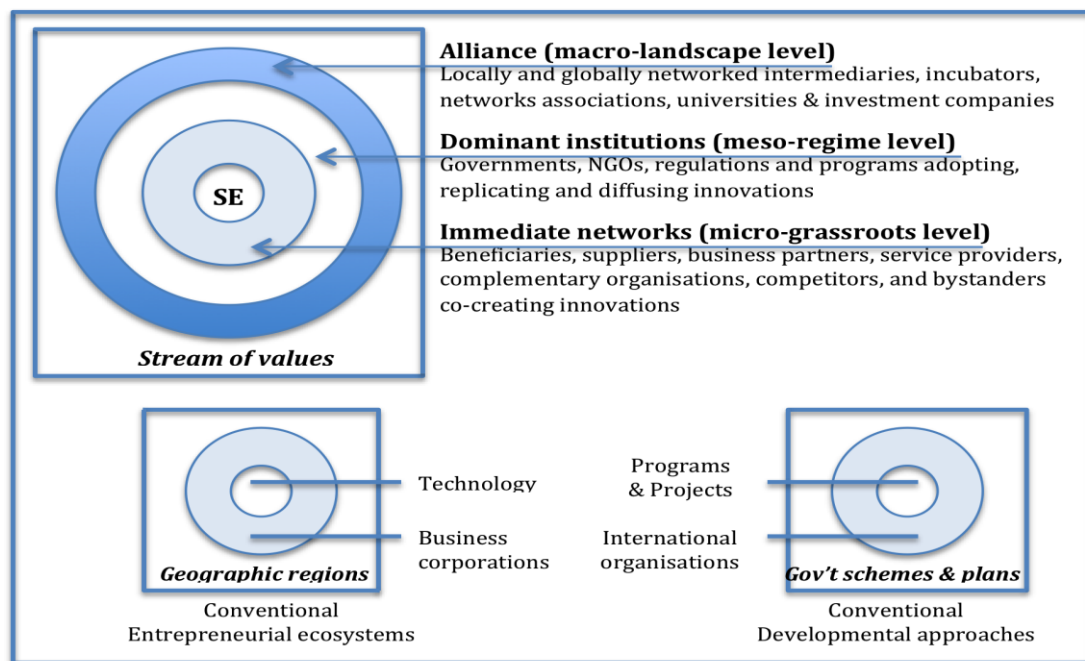 Alliance (macro-landscape level)
Locally and globally networked intermediaries, incubators,
networks associations, universities & investment companies
Dominant institutions (meso-regime level)
Governments, NGOs, regulations and programs adopting,
replicating and diffusing innovations
SE
Immediate networks (micro-grassroots level)
Beneficiaries, suppliers, business partners, service providers,
complementary organisations, competitors, and bystanders
co-creating innovations
Stream of values
Technology
Business
corporations
Geographic regions
Conventional
Entrepreneurial ecosystems
Programs
& Projects
International
organisations
Gov't schemes & plans
Conventional
Developmental approaches